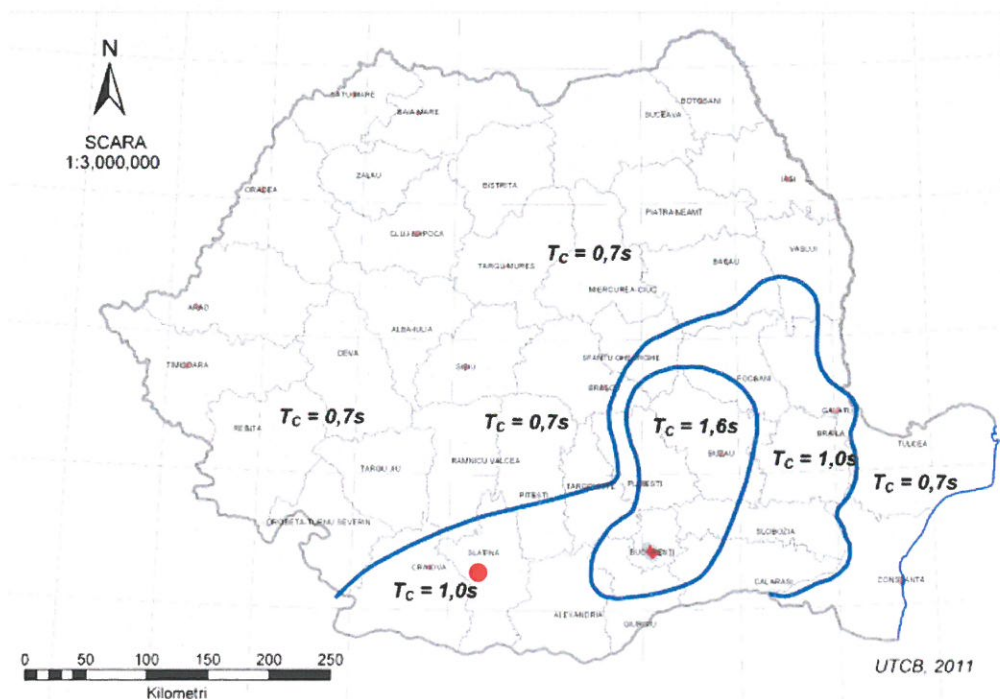 N
SCARA
1:3,000,000
SATU MARE
BAIA-MARE
SUCEAVA
BOTOSANI
ORADEA
ZALAU
BISTRITA
IASI
PIATRA NEAMT
CLUJ-NAPOCA
TARGU-MURES
TC = 0,7s
BACAU
VASLUI
MIERCUREA-CIUC
ARAD
ALBA-IULIA
DEVA
SIBIU
SFANTU GHEORGHE
TIMISOARA
BRASOV
FOCSANI
TC = 0,7s
TC = 0,7s
TC = 1,6s
GALATI
RESITA
BRAILA
TULCEA
TARGU JIU
RAMNICU VALCEA
BUZAU
TC = 1,0s
TC = 0,7s
PITESTI
TARGOVISTE
PLOIESTI
DROBETA-TURNU SEVERIN
SLATINA
BUCURESTI
SLOBOZIA
CRAIOVA
TC = 1,0s
CALARASI
CONSTANTA
ALEXANDRIA
GIURGIU
0 50 100 150 200 250
Kilometri
UTCB, 2011